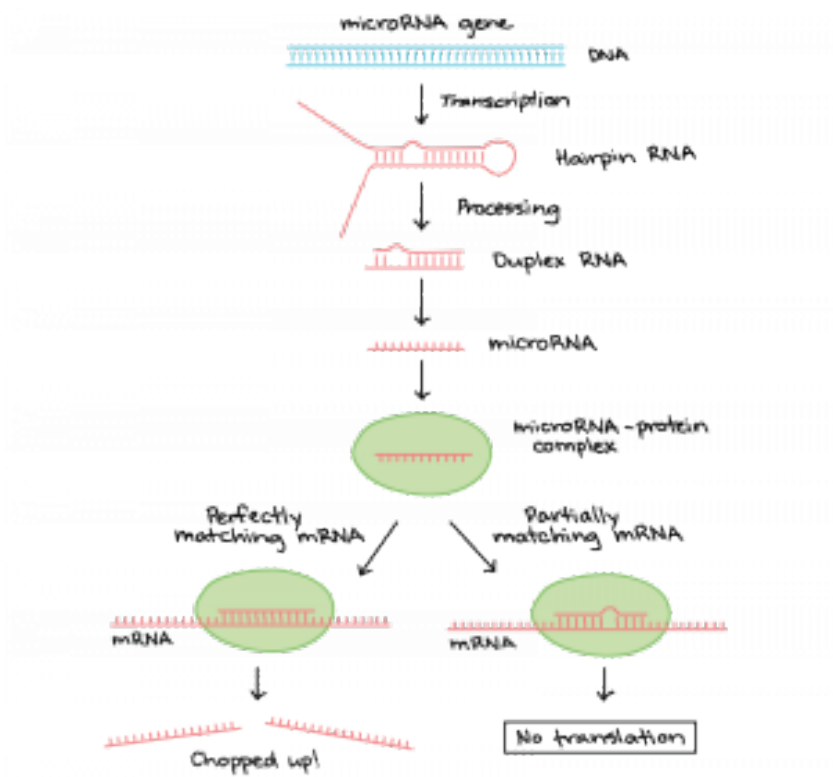 microRNA gene
DNA
Transcription
Hairpin RNA
Processing
Duplex RNA
microRNA
microRNA-protein
complex
Perfectly
matching mRNA
Partially
matching mRNA
mRNA
mRNA
Chopped up!
No translation